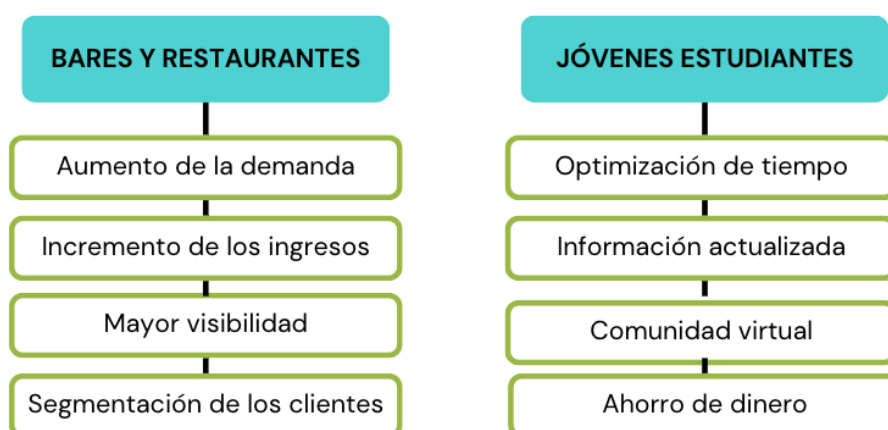 BARES Y RESTAURANTES
Aumento de la demanda
Incremento de los ingresos
Mayor visibilidad
Segmentación de los clientes
JÓVENES ESTUDIANTES
Optimización de tiempo
Información actualizada
Comunidad virtual
Ahorro de dinero